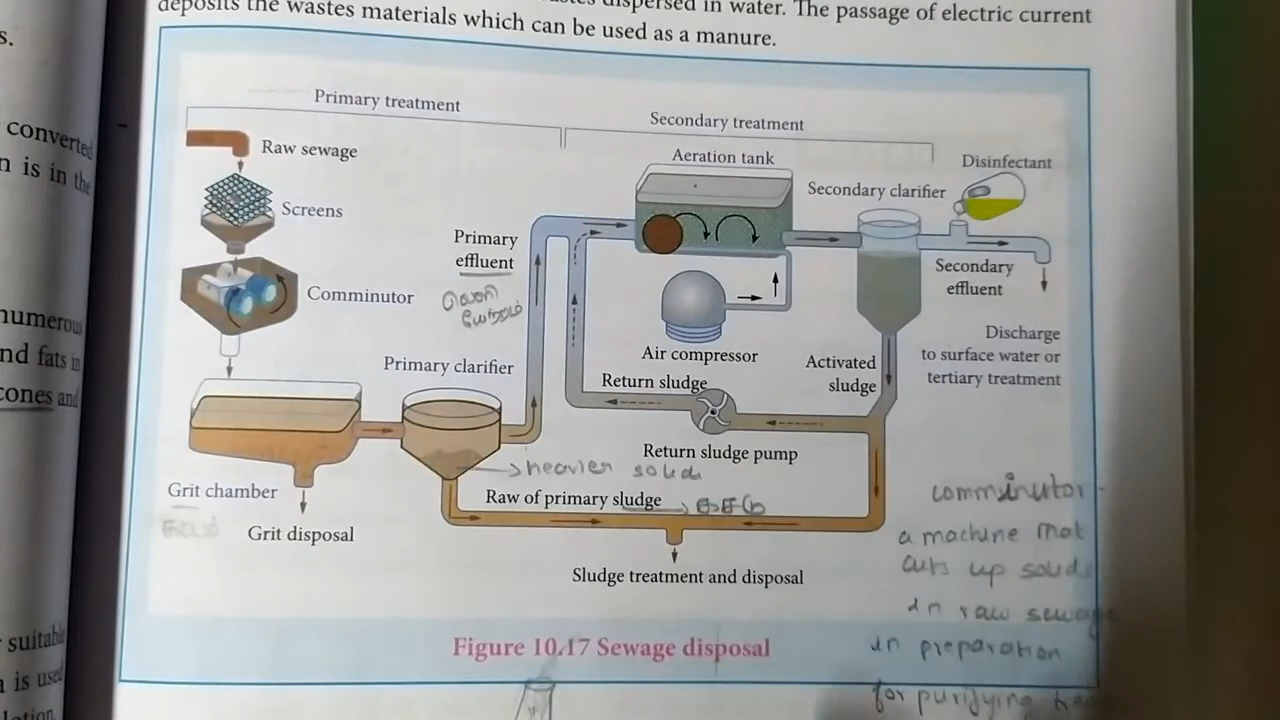 s.
converted
n is in the
numerous
nd fats in
cones and
suitable
n is used
dispersed in water. The passage of electric current
deposits the wastes materials which can be used as a manure.
Primary treatment
Secondary treatment
Raw sewage
Screens
Comminutor
Aeration tank
Secondary clarifier
Disinfectant
Primary
effluent
வெளி
யேற்றம்
Secondary
effluent
Air compressor
Discharge
to surface water or
tertiary treatment
Primary clarifier
Activated
sludge
Return sludge
Return sludge pump
heavier solids
Grit chamber
Raw of primary sludge
Grit disposal
Sludge treatment and disposal
comminutor -
a machine that
cuts up solids
in raw sewage
in preparation
for purifying
Figure 10.17 Sewage disposal